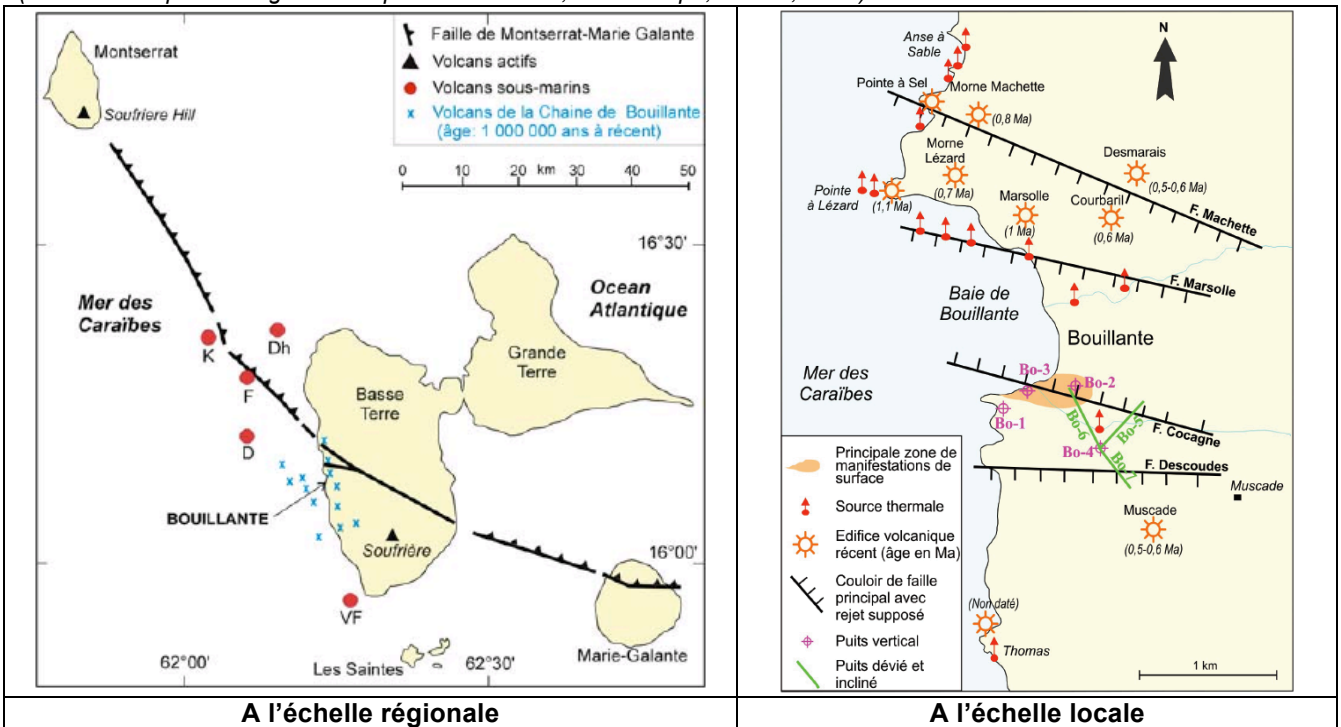 Faille de Montserrat-Marie Galante
Volcans actifs
Volcans sous-marins
Volcans de la Chaine de Bouillante
(âge: 1 000 000 ans à récent)
0 10 20 km 30 40 50
Montserrat
Soufriere Hill
16°30'
Mer des
Caraïbes
Ocean
Atlantique
K
Dh
F
D
Grande
Terre
Basse
Terre
BOUILLANTE
Soufrière
16°00'
VF
62°00'
Les Saintes
62°30'
Marie-Galante
A l'échelle régionale
Anse à
Sable
N
Pointe à Sel
Morne Machette
(0,8 Ma)
Morne
Lézard
(0,7 Ma)
Desmarais
(0,5-0,6 Ma)
Pointe
à Lézard
(1,1 Ma)
Marsolle
(1 Ma)
Courbaril
(0,6 Ma)
F. Machette
F. Marsolle
Baie de
Bouillante
Bouillante
Mer des
Caraïbes
Bo-3
Bo-2
Bo-1
Bo-6
Bo-5
F. Cocagne
Bo-4
Bo-7
F. Descoudes
Muscade
Muscade
(0,5-0,6 Ma)
(Non daté)
Thomas
1 km
Principale zone de
manifestations de
surface
Source thermale
Edifice volcanique
récent (âge en Ma)
Couloir de faille
principal avec
rejet supposé
Puits vertical
Puits dévié et
incliné
A l'échelle locale